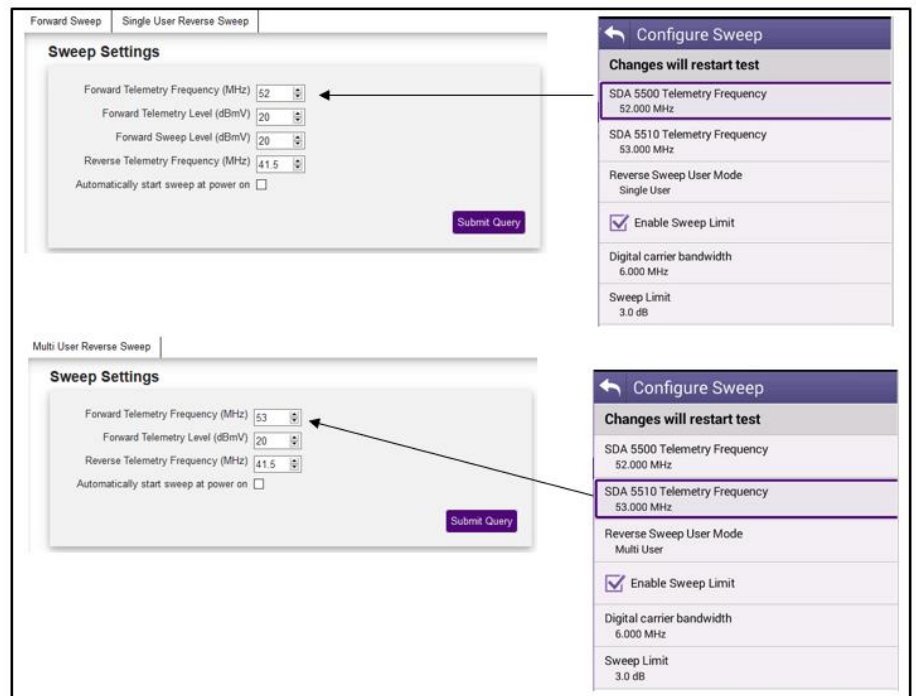 Forward Sweep
Single User Reverse Sweep
Sweep Settings
Forward Telemetry Frequency (MHz) 52
Forward Telemetry Level (dBmV) 20
Forward Sweep Level (dBmV) 20
Reverse Telemetry Frequency (MHz) 41.5
Automatically start sweep at power on
Submit Query
Configure Sweep
Changes will restart test
SDA 5500 Telemetry Frequency
52.000 MHz
SDA 5510 Telemetry Frequency
53.000 MHz
Reverse Sweep User Mode
Single User
Enable Sweep Limit
Digital carrier bandwidth
6.000 MHz
Sweep Limit
3.0 dB
Multi User Reverse Sweep
Sweep Settings
Forward Telemetry Frequency (MHz) 53
Forward Telemetry Level (dBmV) 20
Reverse Telemetry Frequency (MHz) 41.5
Automatically start sweep at power on
Submit Query
Configure Sweep
Changes will restart test
SDA 5500 Telemetry Frequency
52.000 MHz
SDA 5510 Telemetry Frequency
53.000 MHz
Reverse Sweep User Mode
Multi User
Enable Sweep Limit
Digital carrier bandwidth
6.000 MHz
Sweep Limit
3.0 dB